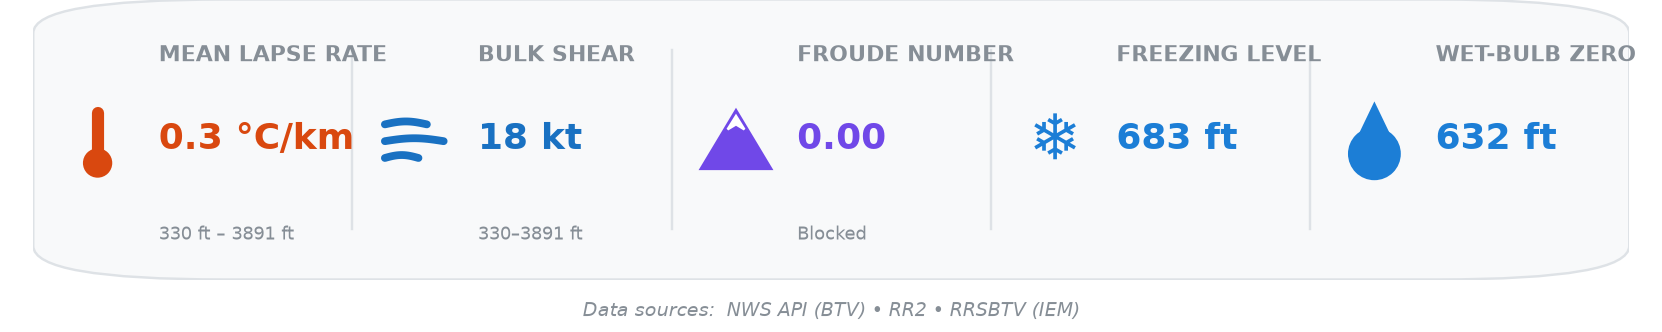 MEAN LAPSE RATE
0.3 °C/km
330 ft – 3891 ft
BULK SHEAR
18 kt
330–3891 ft
FROUDE NUMBER
0.00
Blocked
FREEZING LEVEL
683 ft
WET-BULB ZERO
632 ft
Data sources: NWS API (BTV) • RR2 • RRSBTV (IEM)